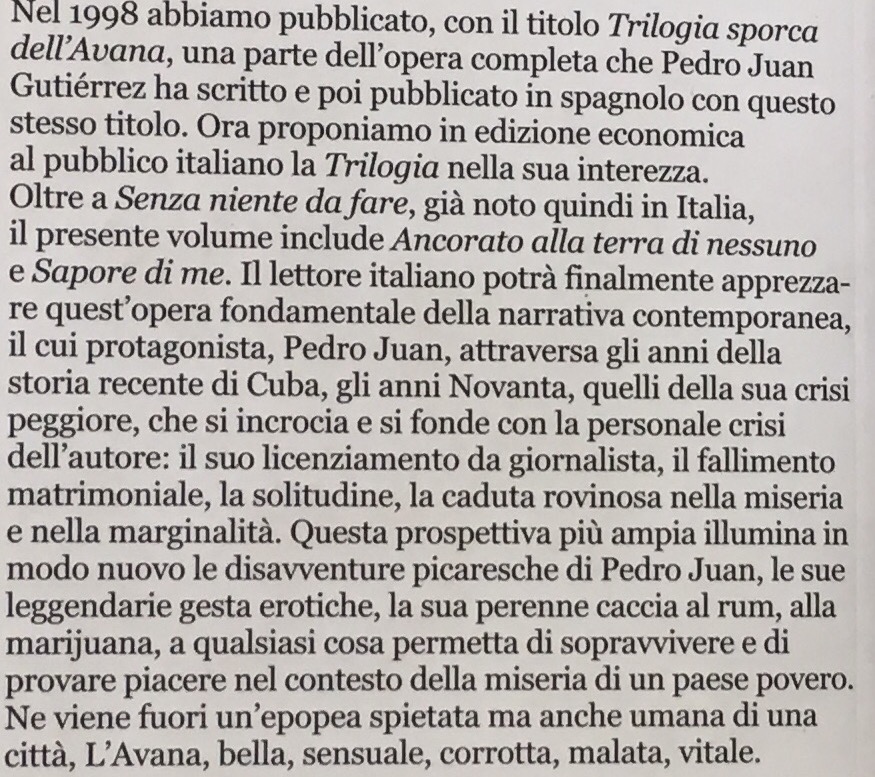 Nel 1998 abbiamo pubblicato, con il titolo Trilogia sporca
dell'Avana, una parte dell'opera completa che Pedro Juan
Gutiérrez ha scritto e poi pubblicato in spagnolo con questo
stesso titolo. Ora proponiamo in edizione economica
al pubblico italiano la Trilogia nella sua interezza.
Oltre a Senza niente da fare, già noto quindi in Italia,
il presente volume include Ancorato alla terra di nessuno
e Sapore di me. Il lettore italiano potrà finalmente apprezza-
re quest'opera fondamentale della narrativa contemporanea,
il cui protagonista, Pedro Juan, attraversa gli anni della
storia recente di Cuba, gli anni Novanta, quelli della sua crisi
peggiore, che si incrocia e si fonde con la personale crisi
dell'autore: il suo licenziamento da giornalista, il fallimento
matrimoniale, la solitudine, la caduta rovinosa nella miseria
e nella marginalità. Questa prospettiva più ampia illumina in
modo nuovo le disavventure picaresche di Pedro Juan, le sue
leggendarie gesta erotiche, la sua perenne caccia al rum, alla
marijuana, a qualsiasi cosa permetta di sopravvivere e di
provare piacere nel contesto della miseria di un paese povero.
Ne viene fuori un'epopea spietata ma anche umana di una
città, L'Avana, bella, sensuale, corrotta, malata, vitale.